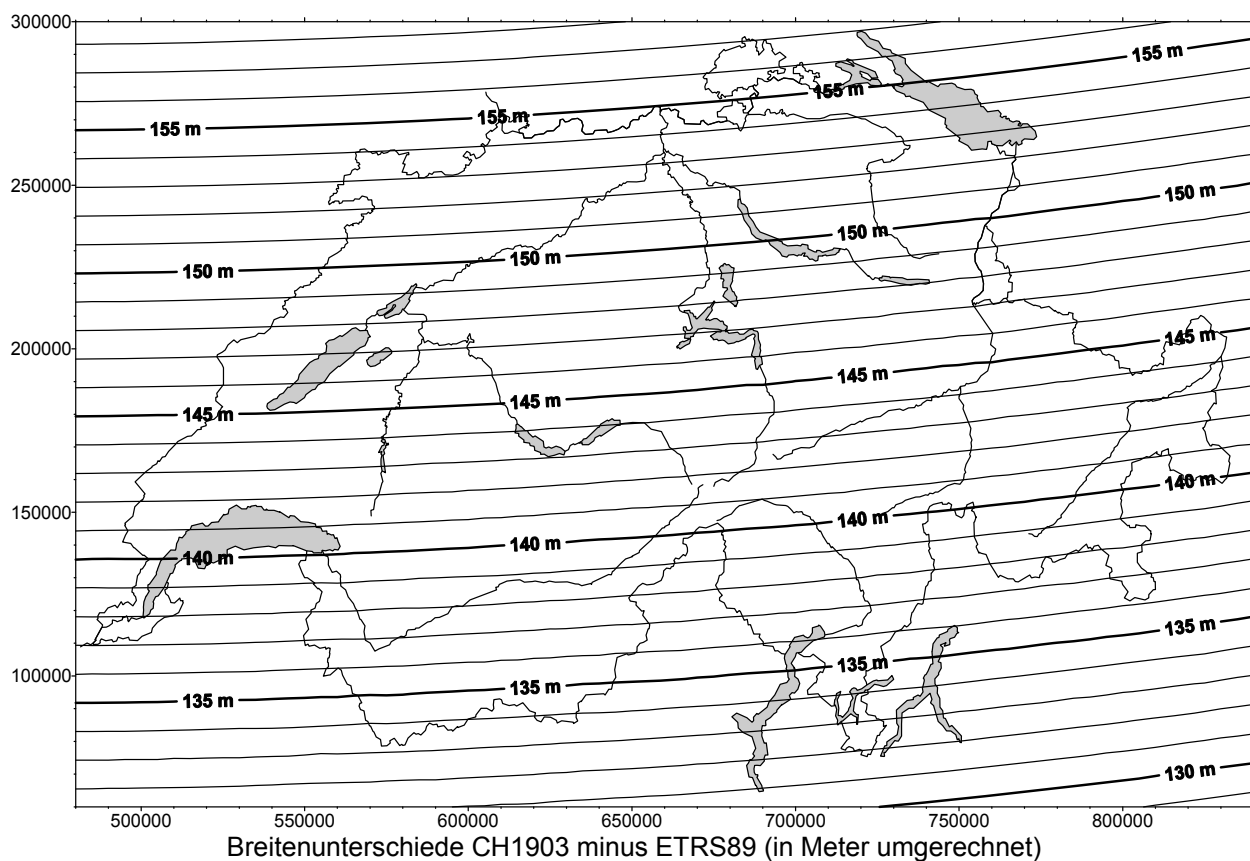 300000
155 m
155 m
155 m
155 m
250000
150 m
150 m
150 m
150 m
200000
145 m
145 m
145 m
145 m
150000
140 m
140 m
140 m
140 m
135 m
135 m
135 m
135 m
100000
130 m
500000 550000 600000 650000 700000 750000 800000
Breitenunterschiede CH1903 minus ETRS89 (in Meter umgerechnet)